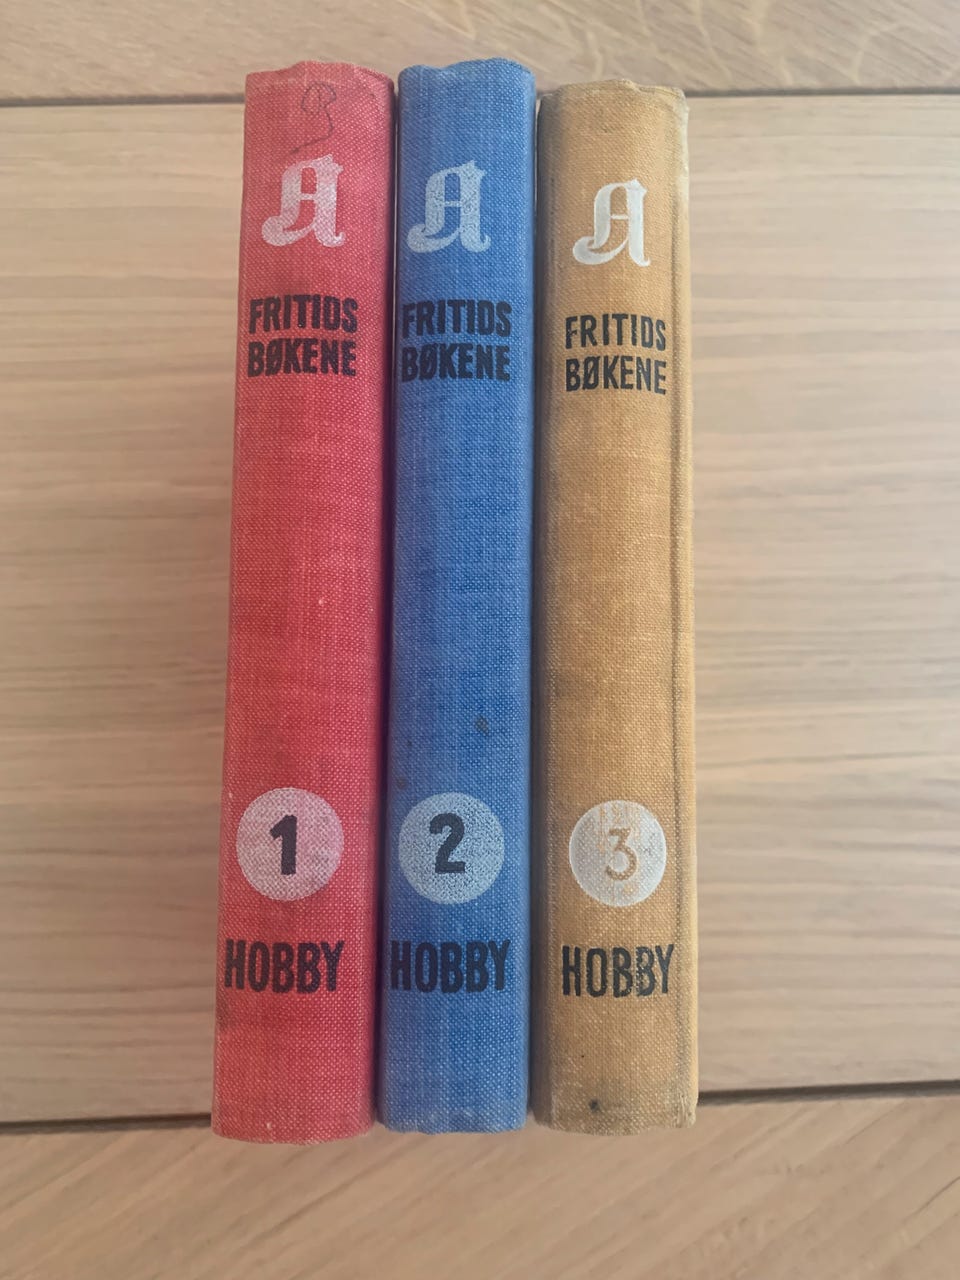 A
FRITIDS
BØKENE
1
HOBBY
A
FRITIDS
BØKENE
2
HOBBY
A
FRITIDS
BØKENE
3
HOBBY